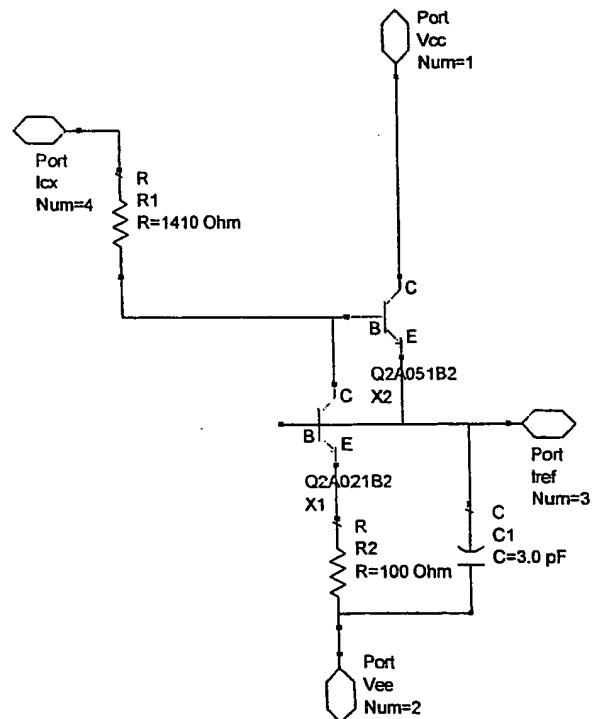 Port
Vcc
Num=1
Port
Icx
Num=4
R
R1
R=1410 Ohm
C
B
E
Q2A051B2
X2
C
B
E
Q2A021B2
X1
Port
tref
Num=3
R
R2
R=100 Ohm
C
C1
C=3.0 pF
Port
Vee
Num=2